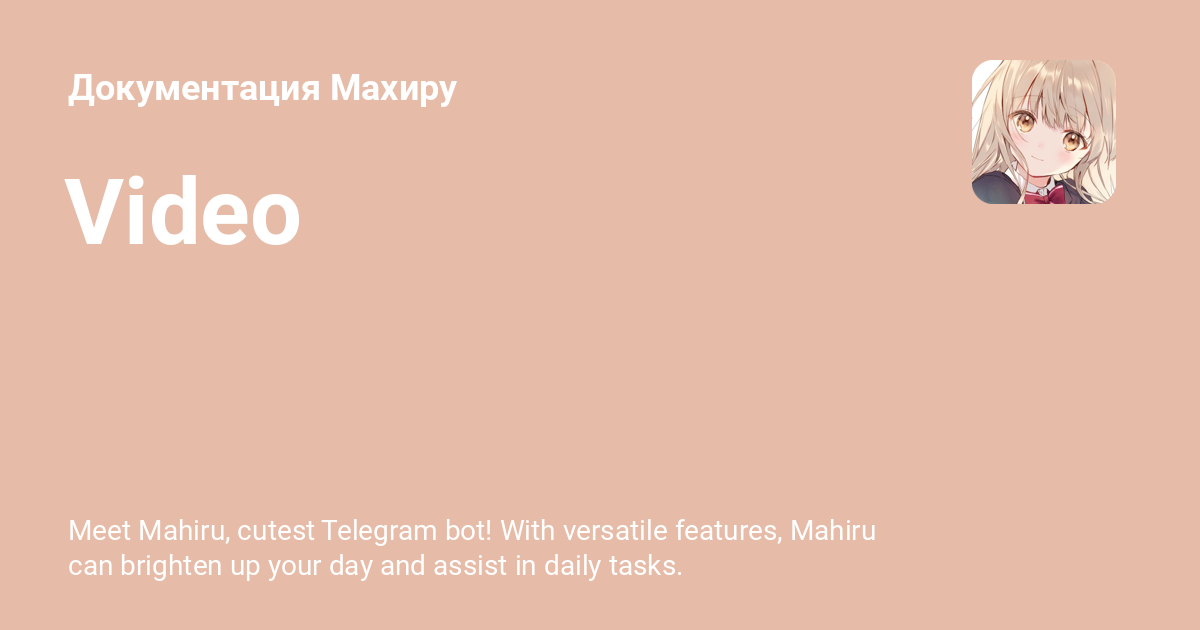 Документация Махиру
Video
Meet Mahiru, cutest Telegram bot! With versatile features, Mahiru
can brighten up your day and assist in daily tasks.